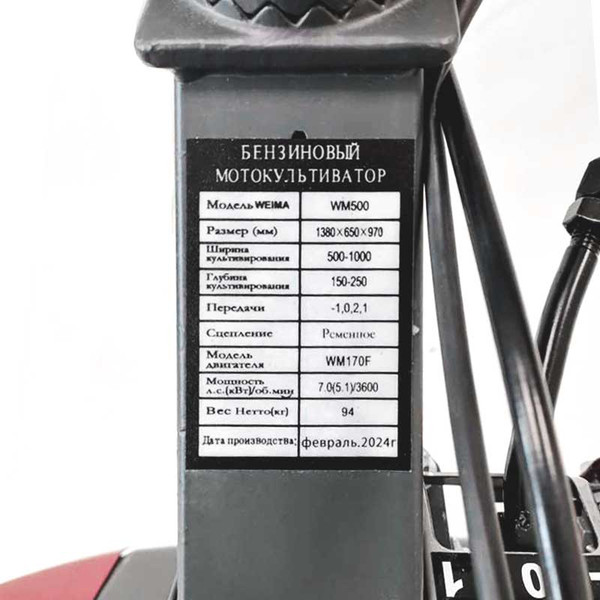 БЕНЗИНОВЫЙ
МОТОКУЛЬТИВАТОР
Модель WEIMA WM500
Размер (мм) 1380×650×970
Ширина
культивирования 500-1000
Глубина
культивирования 150-250
Передачи -1,0,2,1
Сцепление Ременное
Модель
двигателя WM170F
Мощность
л.с.(кВт)/об.мин 7.0(5.1)/3600
Вес Нетто(кг) 94
Дата производства: февраль.2024г
1 0